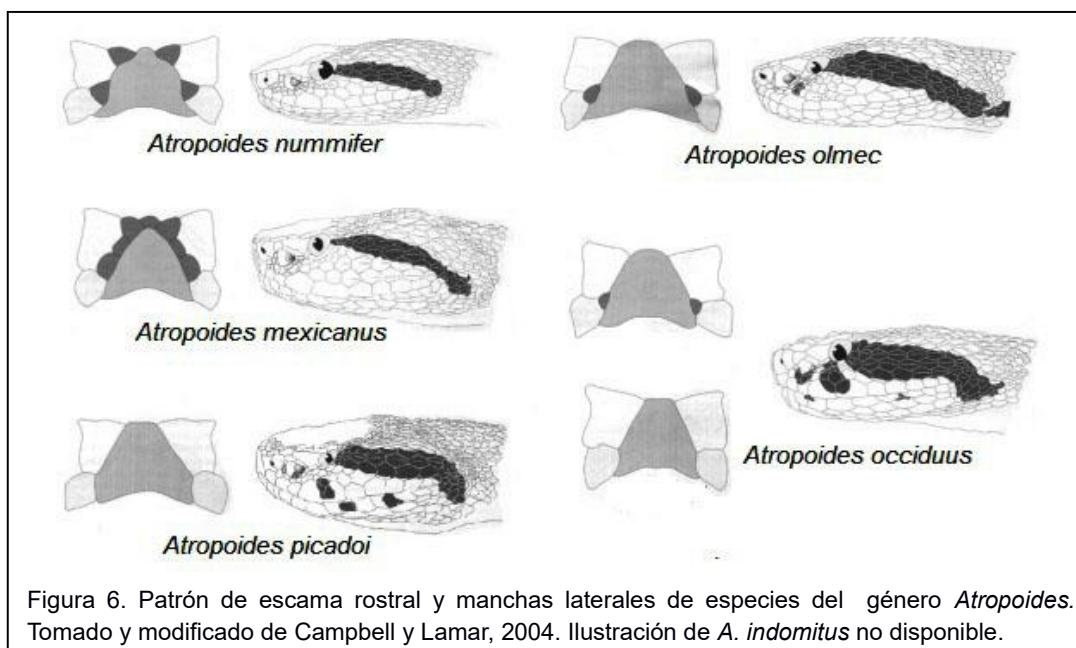 Atropoides nummifer
Atropoides olmec
Atropoides mexicanus
Atropoides occiduus
Atropoides picadoi
Figura 6. Patrón de escama rostral y manchas laterales de especies del género Atropoides.
Tomado y modificado de Campbell y Lamar, 2004. Ilustración de A. indomitus no disponible.